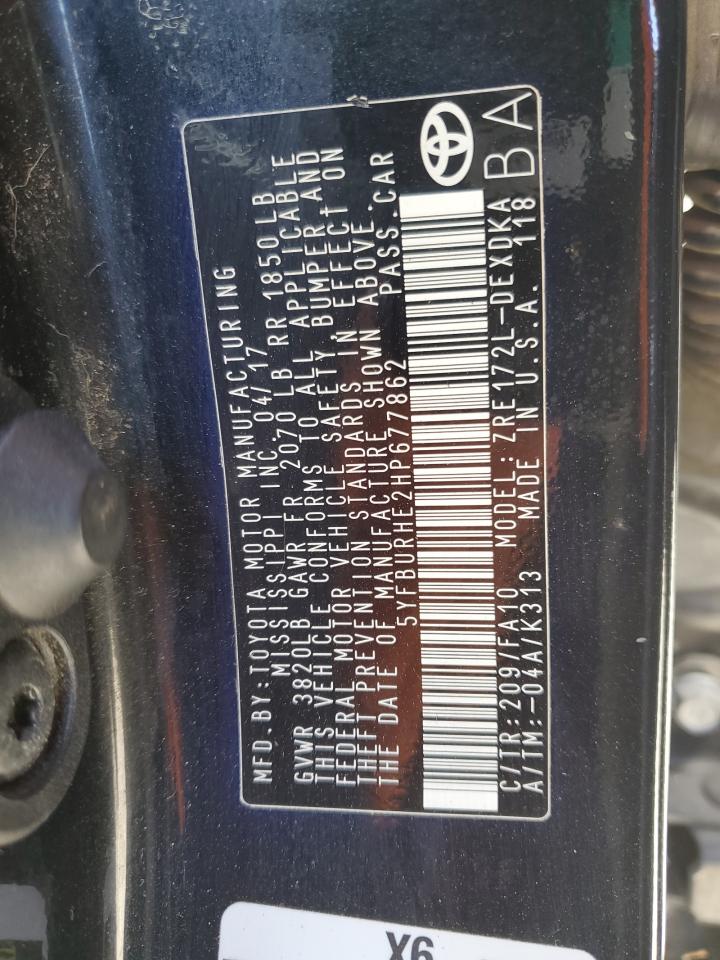 MFD.BY:TOYOTA MOTOR MANUFACTURING
MISSISSIPPI INC.04/17
GVWR 3820LB GAWR FR 2070 LB RR 1850LB
THIS VEHICLE CONFORMS TO ALL APPLICABLE
FEDERAL MOTOR VEHICLE SAFETY,BUMPER AND
THEFT PREVENTION STANDARDS IN EFFECT ON
THE DATE OF MANUFACTURE SHOWN ABOVE.
5YFBURHE2HP677862 PASS.CAR
C/TR:209/FA10 MODEL:ZRE172L-DEXDKA
A/TM:-04A/K313 MADE IN U.S.A. 118
BA
X6